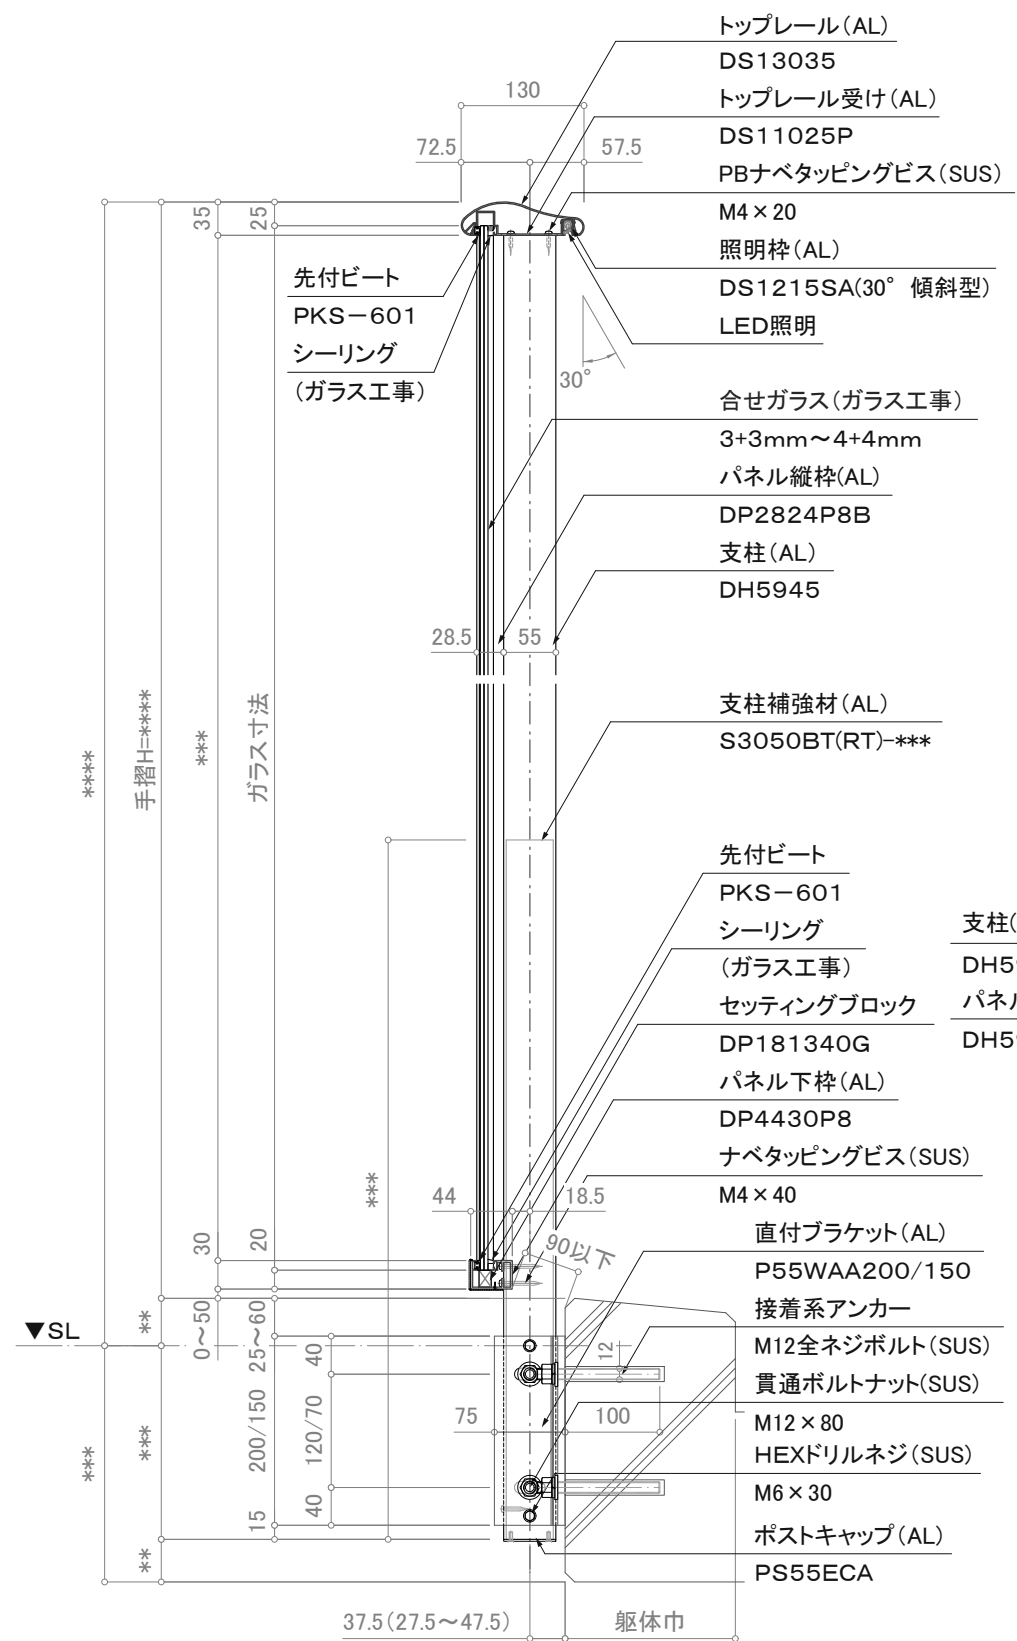 トップレール(AL)
DS13035
130
トップレール受け(AL)
DS11025P
72.5
57.5
PBナベタッピングビス(SUS)
M4×20
35
25
照明枠(AL)
DS1215SA(30°傾斜型)
LED照明
先付ビート
PKS-601
シーリング
(ガラス工事)
30°
合せガラス(ガラス工事)
3+3mm～4+4mm
パネル縦枠(AL)
DP2824P8B
支柱(AL)
DH5945
28.5
55
支柱補強材(AL)
S3050BT(RT)-***
****
手摺H=****
***
ガラス寸法
先付ビート
PKS-601
シーリング
(ガラス工事)
支柱(
DH5
パネル
DH5
セッティングブロック
DP181340G
パネル下枠(AL)
DP4430P8
ナベタッピングビス(SUS)
M4×40
***
44
18.5
30
20
90以下
直付ブラケット(AL)
P55WAA200/150
接着系アンカー
M12全ネジボルト(SUS)
貫通ボルトナット(SUS)
M12×80
HEXドリルネジ(SUS)
M6×30
ポストキャップ(AL)
PS55ECA
▼SL
**
0～50
25～60
40
12
75
100
***
***
200/150
120/70
15
40
**
37.5(27.5～47.5)
躯体巾